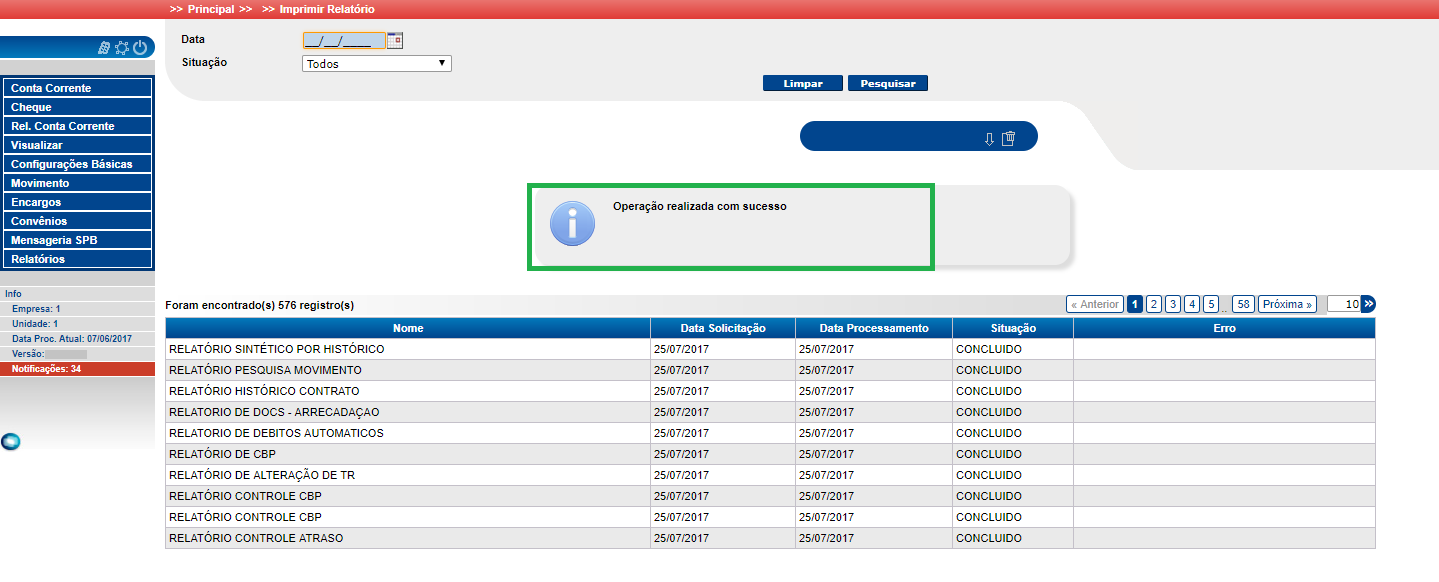 >> Principal >> >> Imprimir Relatório
Data __/__/____
Situação Todos
Limpar Pesquisar
Conta Corrente
Cheque
Rel. Conta Corrente
Visualizar
Configurações Básicas
Movimento
Encargos
Convênios
Mensageria SPB
Relatórios
Info
Empresa: 1
Unidade: 1
Data Proc. Atual: 07/06/2017
Versão:
Notificações: 34
Operação realizada com sucesso
Foram encontrado(s) 576 registro(s) « Anterior 1 2 3 4 5 .. 58 Próxima » 10 »
Nome Data Solicitação Data Processamento Situação Erro
RELATÓRIO SINTÉTICO POR HISTÓRICO 25/07/2017 25/07/2017 CONCLUIDO
RELATÓRIO PESQUISA MOVIMENTO 25/07/2017 25/07/2017 CONCLUIDO
RELATÓRIO HISTÓRICO CONTRATO 25/07/2017 25/07/2017 CONCLUIDO
RELATORIO DE DOCS - ARRECADAÇAO 25/07/2017 25/07/2017 CONCLUIDO
RELATORIO DE DEBITOS AUTOMATICOS 25/07/2017 25/07/2017 CONCLUIDO
RELATÓRIO DE CBP 25/07/2017 25/07/2017 CONCLUIDO
RELATÓRIO DE ALTERAÇÃO DE TR 25/07/2017 25/07/2017 CONCLUIDO
RELATÓRIO CONTROLE CBP 25/07/2017 25/07/2017 CONCLUIDO
RELATÓRIO CONTROLE CBP 25/07/2017 25/07/2017 CONCLUIDO
RELATÓRIO CONTROLE ATRASO 25/07/2017 25/07/2017 CONCLUIDO